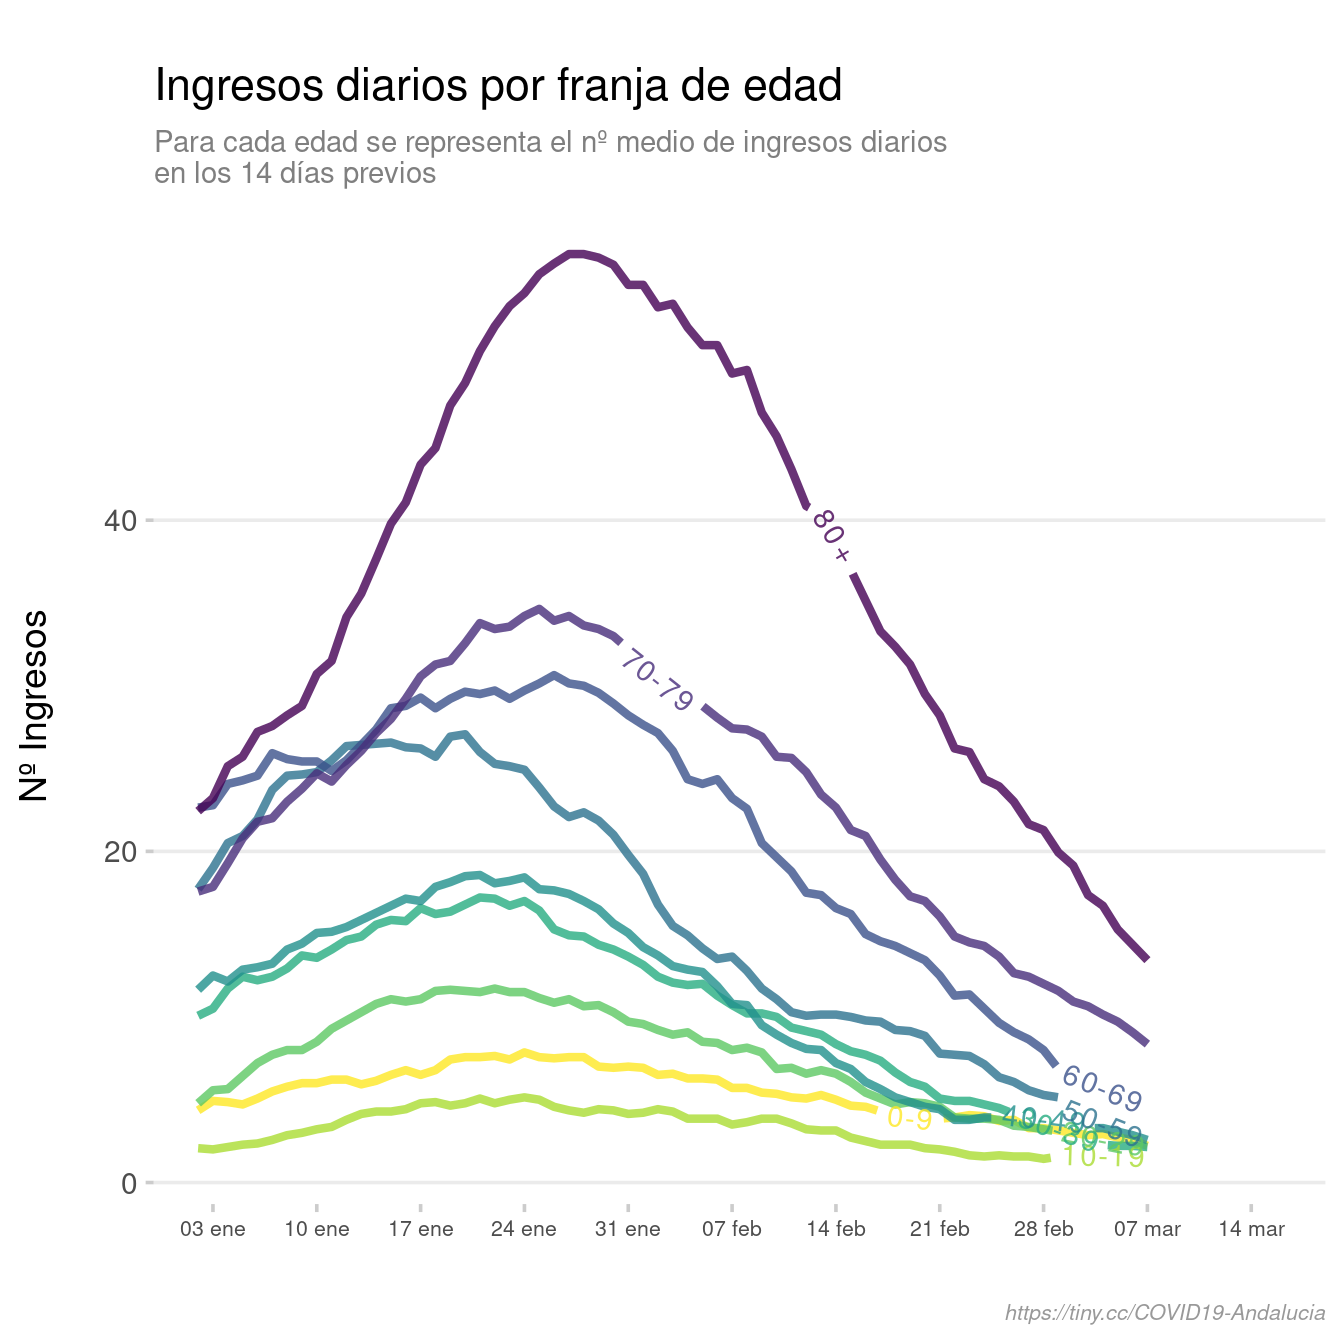 Ingresos diarios por franja de edad
Para cada edad se representa el nº medio de ingresos diarios
en los 14 días previos
Nº Ingresos
40
20
0
80+
70-79
60-69
50-59
0-9
40-49
10-19
03 ene
10 ene
17 ene
24 ene
31 ene
07 feb
14 feb
21 feb
28 feb
07 mar
14 mar
https://tiny.cc/COVID19-Andalucia